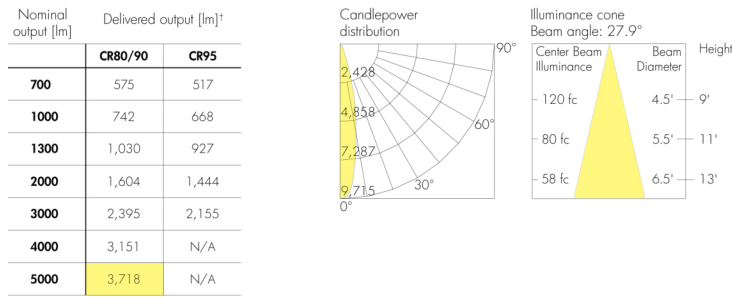 Nominal output [lm]
Delivered output [lm]†
CR80/90 CR95
700 575 517
1000 742 668
1300 1,030 927
2000 1,604 1,444
3000 2,395 2,155
4000 3,151 N/A
5000 3,718 N/A
Candlepower
distribution
90°
2,428
4,858
60°
7,287
30°
9,715
0°
Illuminance cone
Beam angle: 27.9°
Center Beam Illuminance
Beam Diameter
Height
120 fc 4.5' 9'
80 fc 5.5' 11'
58 fc 6.5' 13'